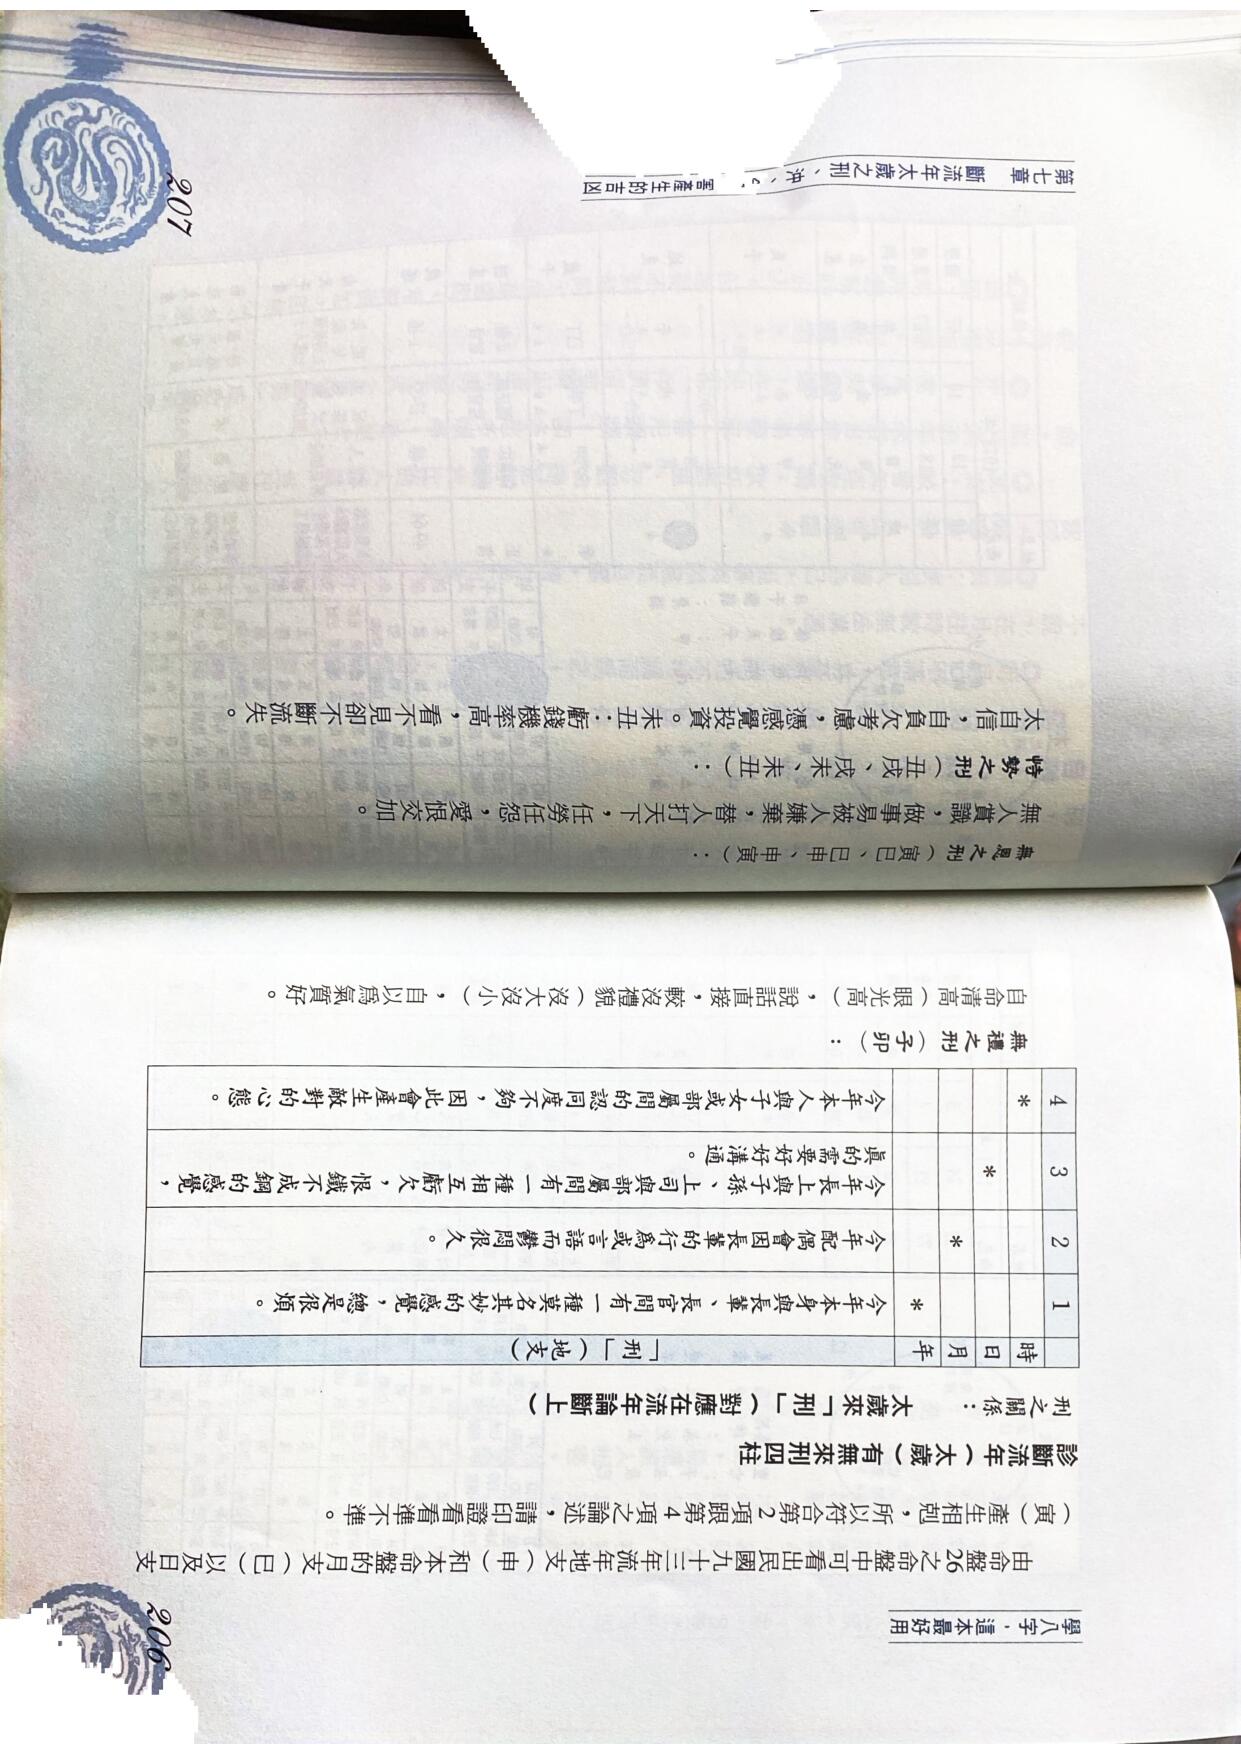 學八字，這本最好用
由命盤26之命盤中可看出民國九十三年流年地支（申）和本命盤的月支（巳）以及日支
（寅）產生相剋，所以符合第2項跟第4項之論述，請印證看看準不準。
診斷流年（太歲）有無來刑四柱
刑之關係： 太歲來「刑」（對應在流年論斷上）
時 日 月 年 「刑」（地支）
1 * 今年本身與長輩、長官間有一種莫名其妙的感覺，總是很煩。
2 * 今年配偶會因長輩的行為或言語而鬱悶很久。
3 * 今年長上與子孫、上司與部屬間有一種相互虧欠，恨鐵不成鋼的感覺，
真的需要好好溝通。
4 * 今年本人與子女或部屬間的認同度不夠，因此會產生敵對的心態。
無禮之刑（子卯）：
自命清高（眼光高），說話直接，較沒禮貌（沒大沒小），自以為氣質好。
206
無恩之刑（寅巳、巳申、申寅）：
無人賞識，做事易被人嫌棄，替人打天下，任勞任怨，愛恨交加。
恃勢之刑（丑戌、戌未、未丑）：
太自信，自負欠考慮，憑感覺投資。未丑：虧錢機率高，看不見卻不斷流失。
第七章 斷流年太歲之刑、沖、害產生的吉凶
207